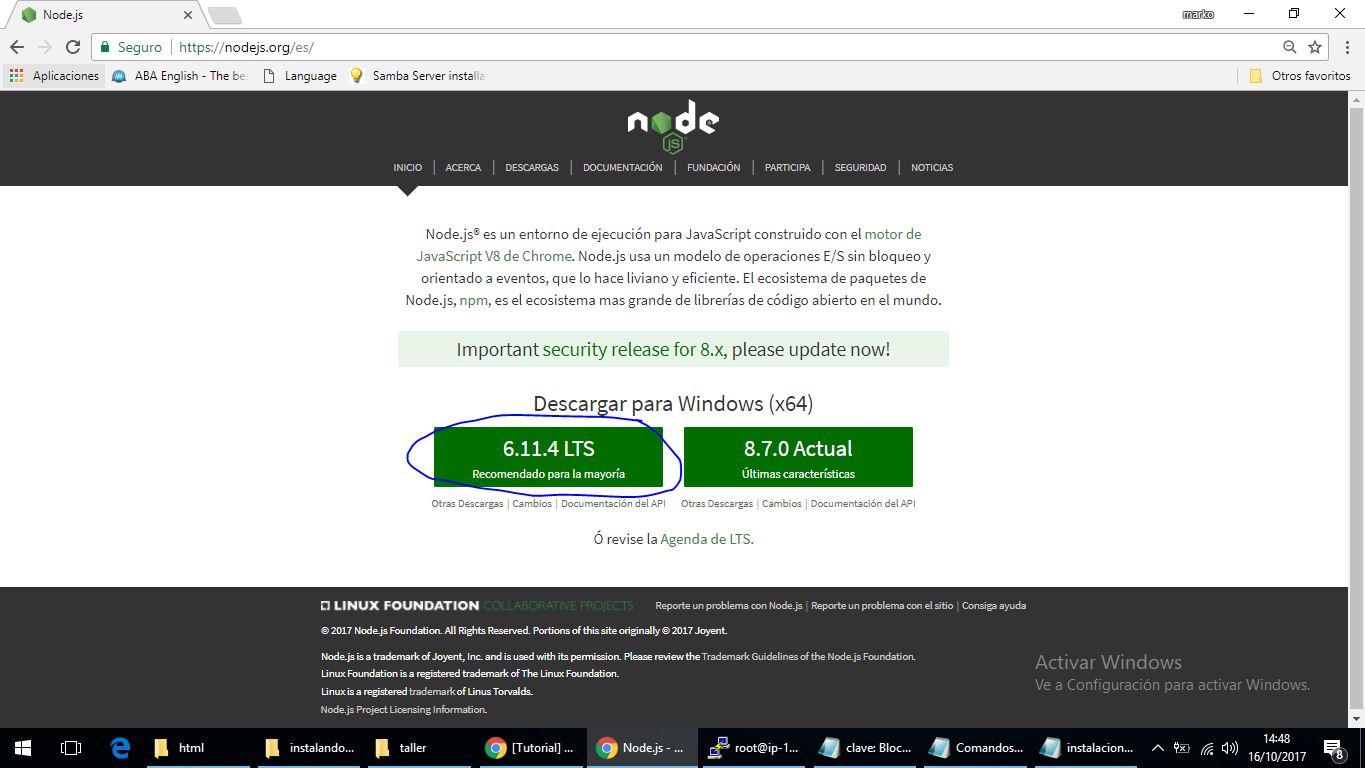 Node.js
marko
Seguro https://nodejs.org/es/
Aplicaciones ABA English - The be Language Samba Server installa Otros favoritos
node
JS
INICIO | ACERCA | DESCARGAS | DOCUMENTACIÓN | FUNDACIÓN | PARTICIPA | SEGURIDAD | NOTICIAS
Node.js® es un entorno de ejecución para JavaScript construido con el motor de
JavaScript V8 de Chrome. Node.js usa un modelo de operaciones E/S sin bloqueo y
orientado a eventos, que lo hace liviano y eficiente. El ecosistema de paquetes de
Node.js, npm, es el ecosistema mas grande de librerías de código abierto en el mundo.
Important security release for 8.x, please update now!
Descargar para Windows (x64)
6.11.4 LTS
Recomendado para la mayoría
8.7.0 Actual
Últimas características
Otras Descargas | Cambios | Documentación del API
Otras Descargas | Cambios | Documentación del API
Ó revise la Agenda de LTS.
LINUX FOUNDATION COLLABORATIVE PROJECTS
Reporte un problema con Node.js | Reporte un problema con el sitio | Consiga ayuda
© 2017 Node.js Foundation. All Rights Reserved. Portions of this site originally © 2017 Joyent.
Node.js is a trademark of Joyent, Inc. and is used with its permission. Please review the Trademark Guidelines of the Node.js Foundation.
Linux Foundation is a registered trademark of The Linux Foundation.
Linux is a registered trademark of Linus Torvalds.
Node.js Project Licensing Information.
Activar Windows
Ve a Configuración para activar Windows.
html
instalando...
taller
[Tutorial] ...
Node.js - ...
root@ip-1...
clave: Bloc...
Comandos...
instalacion...
14:48
16/10/2017
8